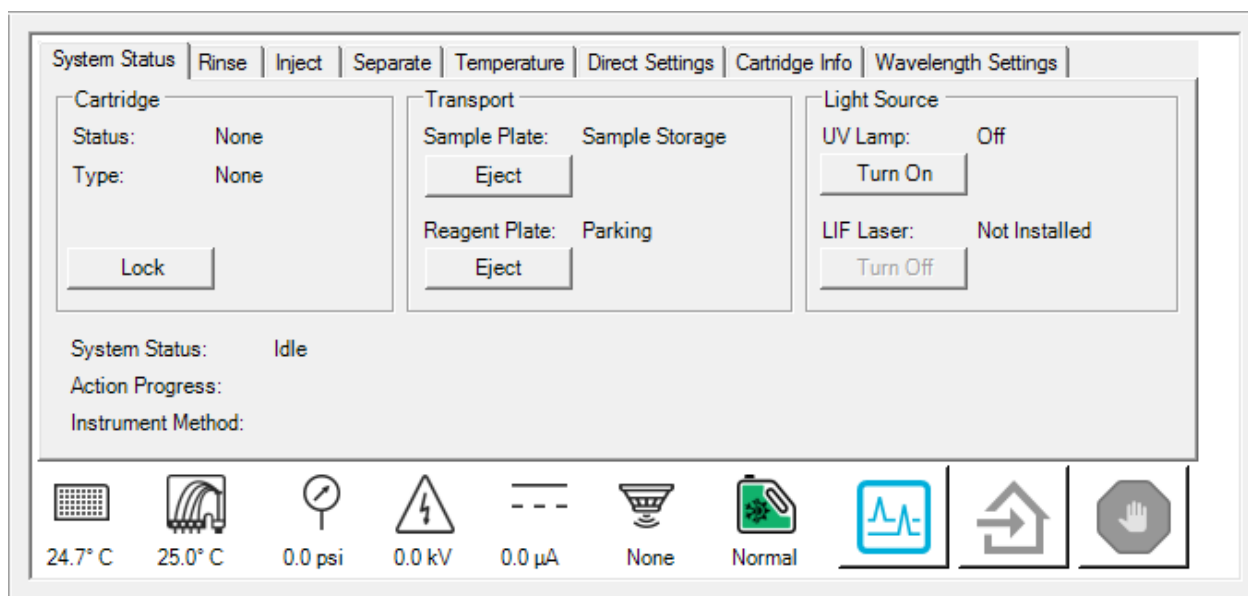 System Status Rinse Inject Separate Temperature Direct Settings Cartridge Info Wavelength Settings
Cartridge Transport Light Source
Status: None Sample Plate: Sample Storage UV Lamp: Off
Type: None Eject Turn On
Reagent Plate: Parking LIF Laser: Not Installed
Lock Eject Turn Off
System Status: Idle
Action Progress:
Instrument Method:
24.7° C 25.0° C 0.0 psi 0.0 kV 0.0 µA None Normal